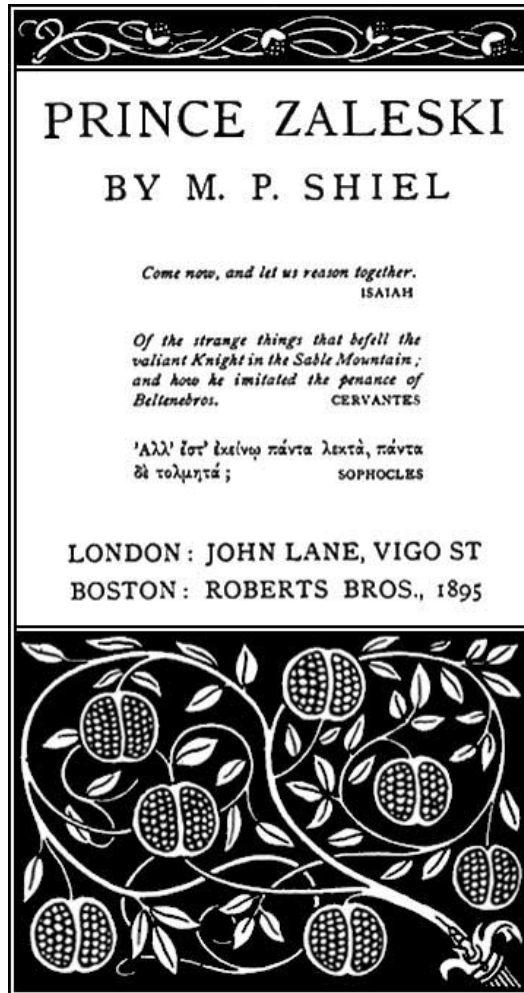 PRINCE ZALESKI
BY M. P. SHIEL
Come now, and let us reason together.
ISAIAH
Of the strange things that befell the
valiant Knight in the Sable Mountain;
and how he imitated the penance of
Beltenebros. CERVANTES
'Αλλ' ἔστ' ἐκείνῳ πάντα λεκτὰ, πάντα
δὲ τολμητά; SOPHOCLES
LONDON: JOHN LANE, VIGO ST
BOSTON: ROBERTS BROS., 1895